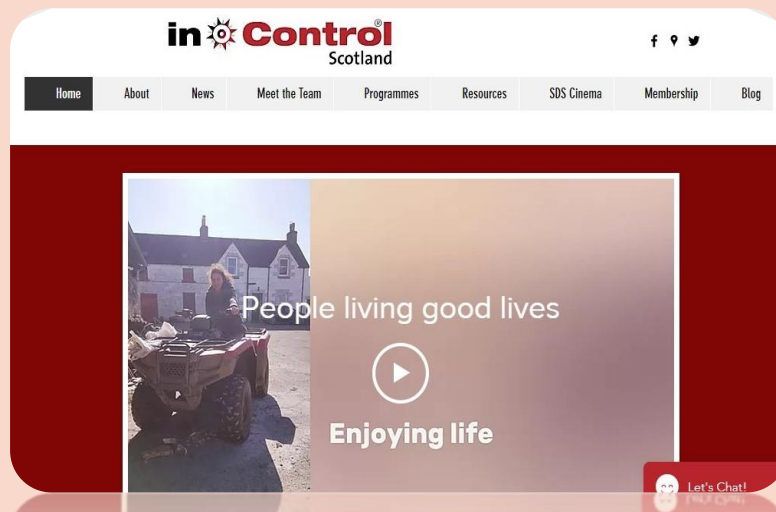 in Control®
Scotland
Home About News Meet the Team Programmes Resources SDS Cinema Membership Blog
People living good lives
Enjoying life
Let's Chat!